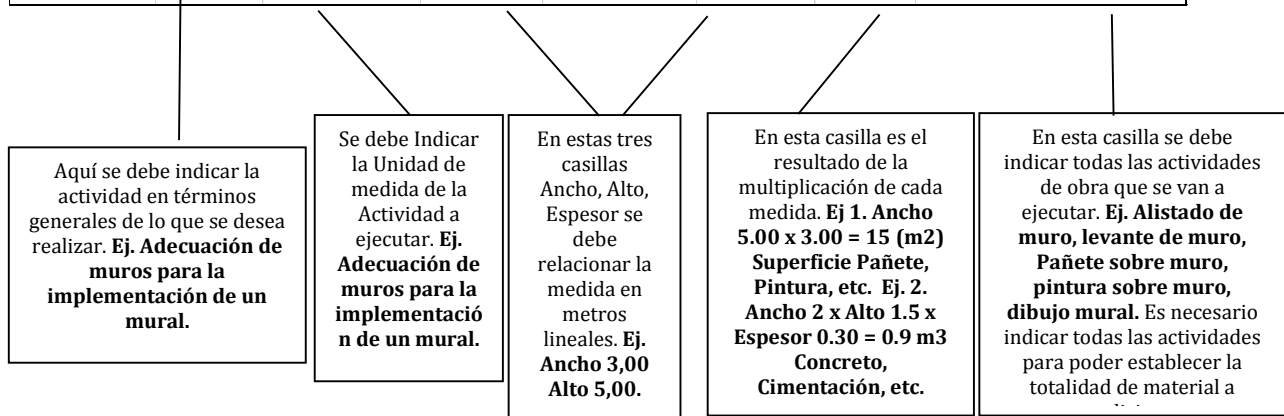 Aquí se debe indicar la
actividad en términos
generales de lo que se desea
realizar. Ej. Adecuación de
muros para la
implementación de un
mural.
Se debe Indicar
la Unidad de
medida de la
Actividad a
ejecutar. Ej.
Adecuación de
muros para la
implementació
n de un mural.
En estas tres
casillas
Ancho, Alto,
Espesor se
debe
relacionar la
medida en
metros
lineales. Ej.
Ancho 3,00
Alto 5,00.
En esta casilla es el
resultado de la
multiplicación de cada
medida. Ej 1. Ancho
5.00 x 3.00 = 15 (m2)
Superficie Pañete,
Pintura, etc. Ej. 2.
Ancho 2 x Alto 1.5 x
Espesor 0.30 = 0.9 m3
Concreto,
Cimentación, etc.
En esta casilla se debe
indicar todas las actividades
de obra que se van a
ejecutar. Ej. Alistado de
muro, levante de muro,
Pañete sobre muro,
pintura sobre muro,
dibujo mural. Es necesario
indicar todas las actividades
para poder establecer la
totalidad de material a